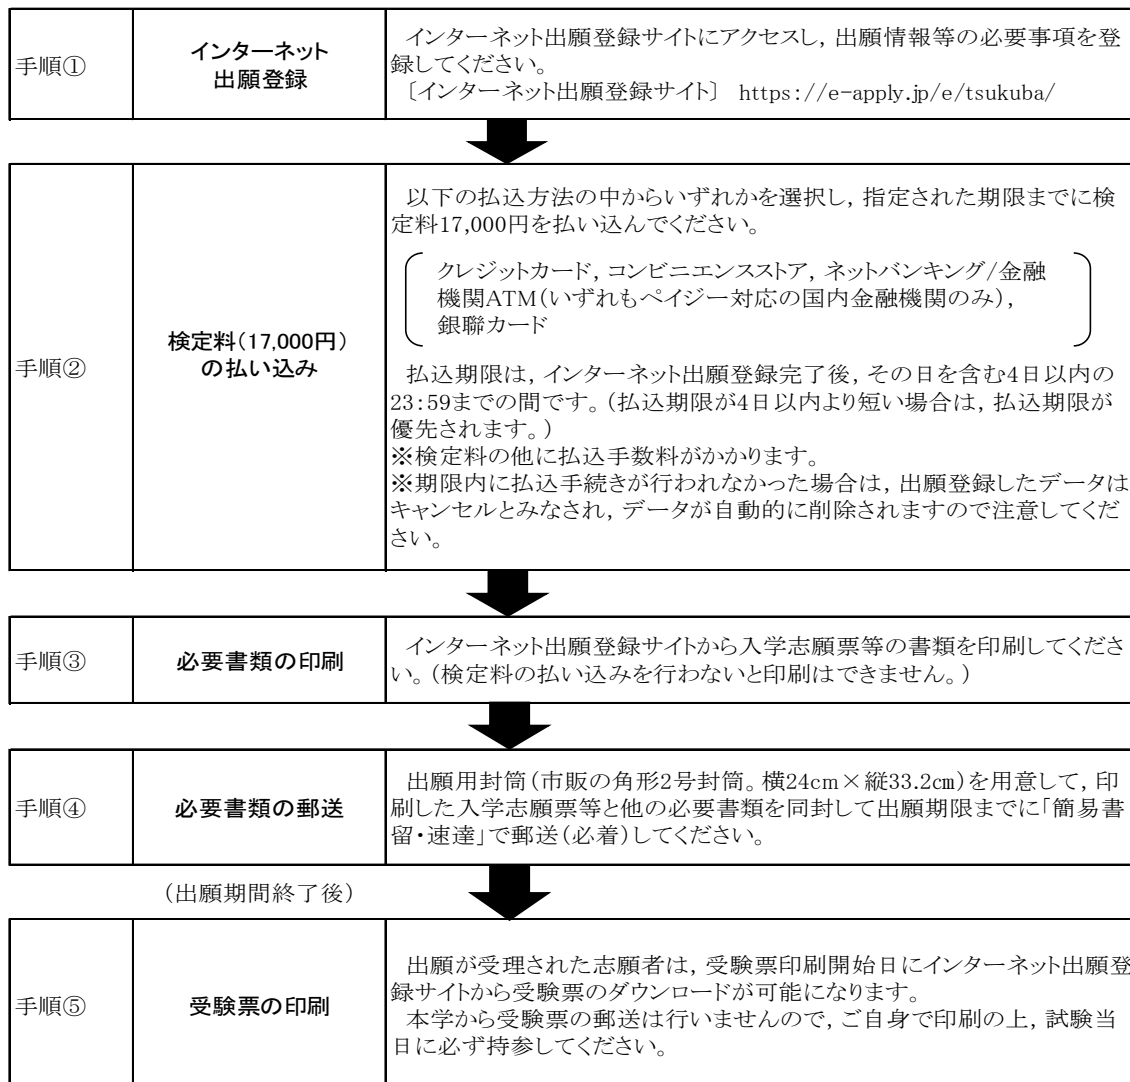 手順①
インターネット
出願登録
インターネット出願登録サイトにアクセスし，出願情報等の必要事項を登
録してください。
〔インターネット出願登録サイト〕 https://e-apply.jp/e/tsukuba/
手順②
検定料（17,000円）
の払い込み
以下の払込方法の中からいずれかを選択し，指定された期限までに検
定料17,000円を払い込んでください。
クレジットカード，コンビニエンスストア，ネットバンキング/金融
機関ATM（いずれもペイジー対応の国内金融機関のみ），
銀聯カード
払込期限は，インターネット出願登録完了後，その日を含む4日以内の
23：59までの間です。（払込期限が4日以内より短い場合は，払込期限が
優先されます。）
※検定料の他に払込手数料がかかります。
※期限内に払込手続きが行われなかった場合は，出願登録したデータは
キャンセルとみなされ，データが自動的に削除されますので注意してくだ
さい。
手順③
必要書類の印刷
インターネット出願登録サイトから入学志願票等の書類を印刷してくださ
い。（検定料の払い込みを行わないと印刷はできません。）
手順④
必要書類の郵送
出願用封筒（市販の角形2号封筒。横24cm×縦33.2㎝）を用意して，印
刷した入学志願票等と他の必要書類を同封して出願期限までに「簡易書
留・速達」で郵送（必着）してください。
（出願期間終了後）
手順⑤
受験票の印刷
出願が受理された志願者は，受験票印刷開始日にインターネット出願登
録サイトから受験票のダウンロードが可能になります。
本学から受験票の郵送は行いませんので，ご自身で印刷の上，試験当
日に必ず持参してください。